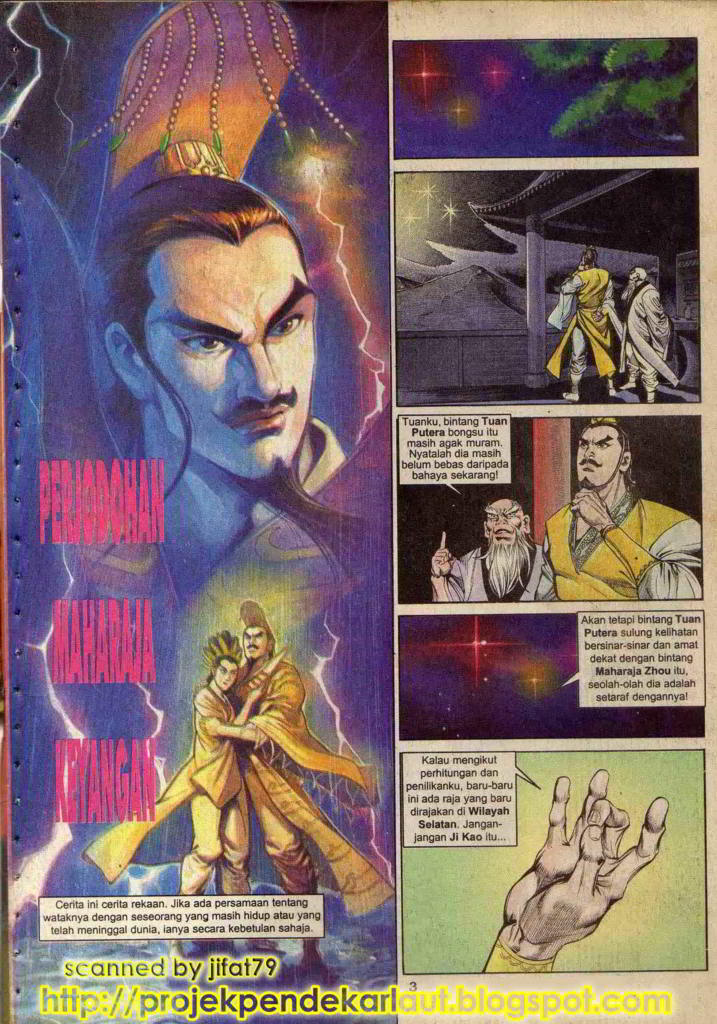 PERJODOHAN
MAHARAJA
KEYANGAN
Cerita ini cerita rekaan. Jika ada persamaan tentang
wataknya dengan seseorang yang masih hidup atau yang
telah meninggal dunia, ianya secara kebetulan sahaja.
scanned by jifat79
Tuanku, bintang Tuan
Putera bongsu itu
masih agak muram.
Nyatalah dia masih
belum bebas daripada
bahaya sekarang!
Akan tetapi bintang Tuan
Putera sulung kelihatan
bersinar-sinar dan amat
dekat dengan bintang
Maharaja Zhou itu,
seolah-olah dia adalah
setaraf dengannya!
Kalau mengikut
perhitungan dan
penilikanku, baru-baru
ini ada raja yang baru
dirajakan di Wilayah
Selatan. Jangan-
jangan Ji Kao itu...
3
http://projekpendekarlaut.blogspot.com